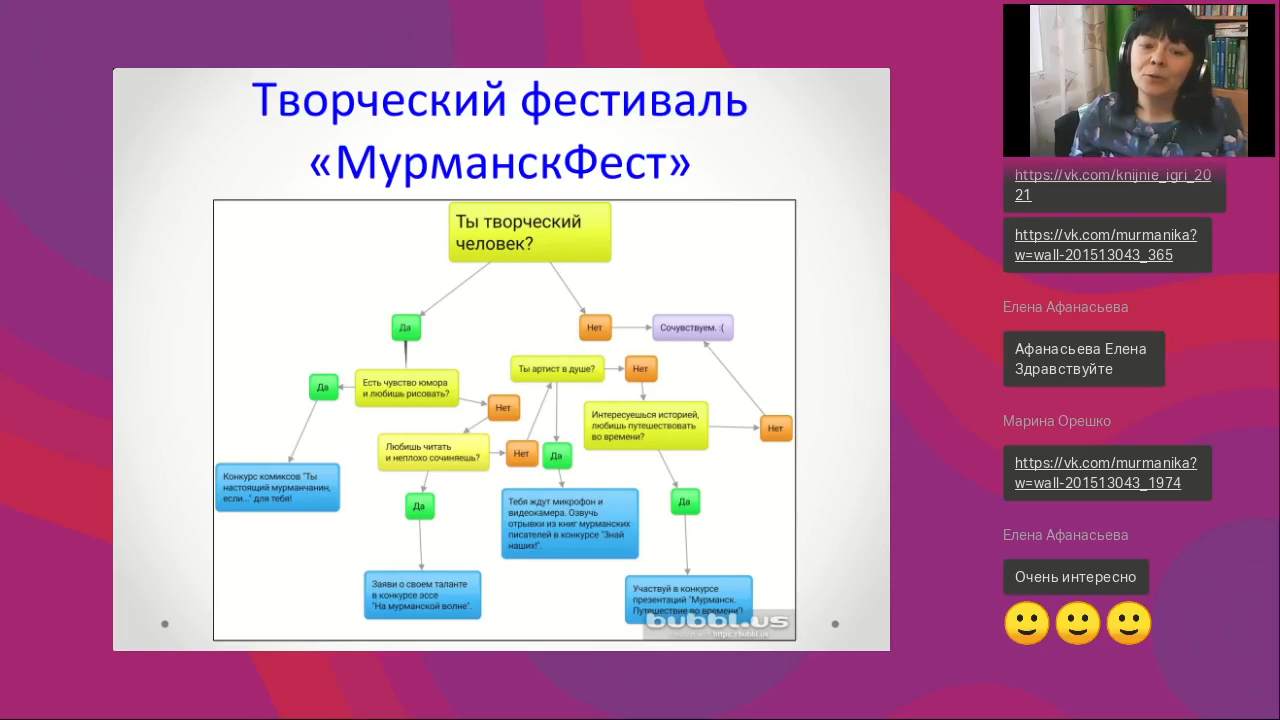 Творческий фестиваль
«МурманскФест»
Ты творческий
человек?
Да
Нет
Сочувствуем. :(
Ты артист в душе?
Нет
Да
Есть чувство юмора
и любишь рисовать?
Нет
Интересуешься историей,
любишь путешествовать
во времени?
Нет
Любишь читать
и неплохо сочиняешь?
Нет
Да
Конкурс комиксов "Ты
настоящий мурманчанин,
если..." для тебя!
Да
Тебя ждут микрофон и
видеокамера. Озвучь
отрывки из книг мурманских
писателей в конкурсе "Знай
наших!".
Да
Заяви о своем таланте
в конкурсе эссе
"На мурманской волне".
Участвуй в конкурсе
презентаций "Мурманск.
Путешествие во времени"!
bubbl.us
https://bubbl.us
https://vk.com/knijnie_igri_20
21
https://vk.com/murmanika?
w=wall-201513043_365
Елена Афанасьева
Афанасьева Елена
Здравствуйте
Марина Орешко
https://vk.com/murmanika?
w=wall-201513043_1974
Елена Афанасьева
Очень интересно